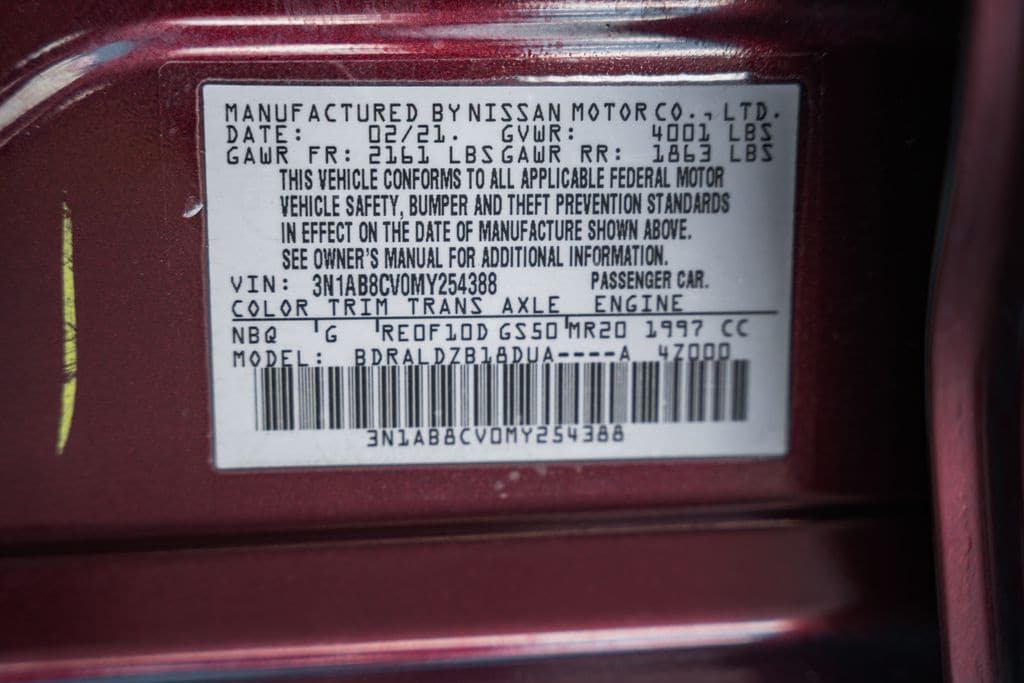 MANUFACTURED BY NISSAN MOTOR CO., LTD.
DATE: 02/21. GVWR: 4001 LBS
GAWR FR: 2161 LBS GAWR RR: 1863 LBS
THIS VEHICLE CONFORMS TO ALL APPLICABLE FEDERAL MOTOR
VEHICLE SAFETY, BUMPER AND THEFT PREVENTION STANDARDS
IN EFFECT ON THE DATE OF MANUFACTURE SHOWN ABOVE.
SEE OWNER'S MANUAL FOR ADDITIONAL INFORMATION.
VIN: 3N1AB8CV0MY254388 PASSENGER CAR.
COLOR TRIM TRANS AXLE ENGINE
NBQ G RE0F10D GS50 MR20 1997 CC
MODEL: BDRALDZB18DUA----A 4Z000
3N1AB8CV0MY254388